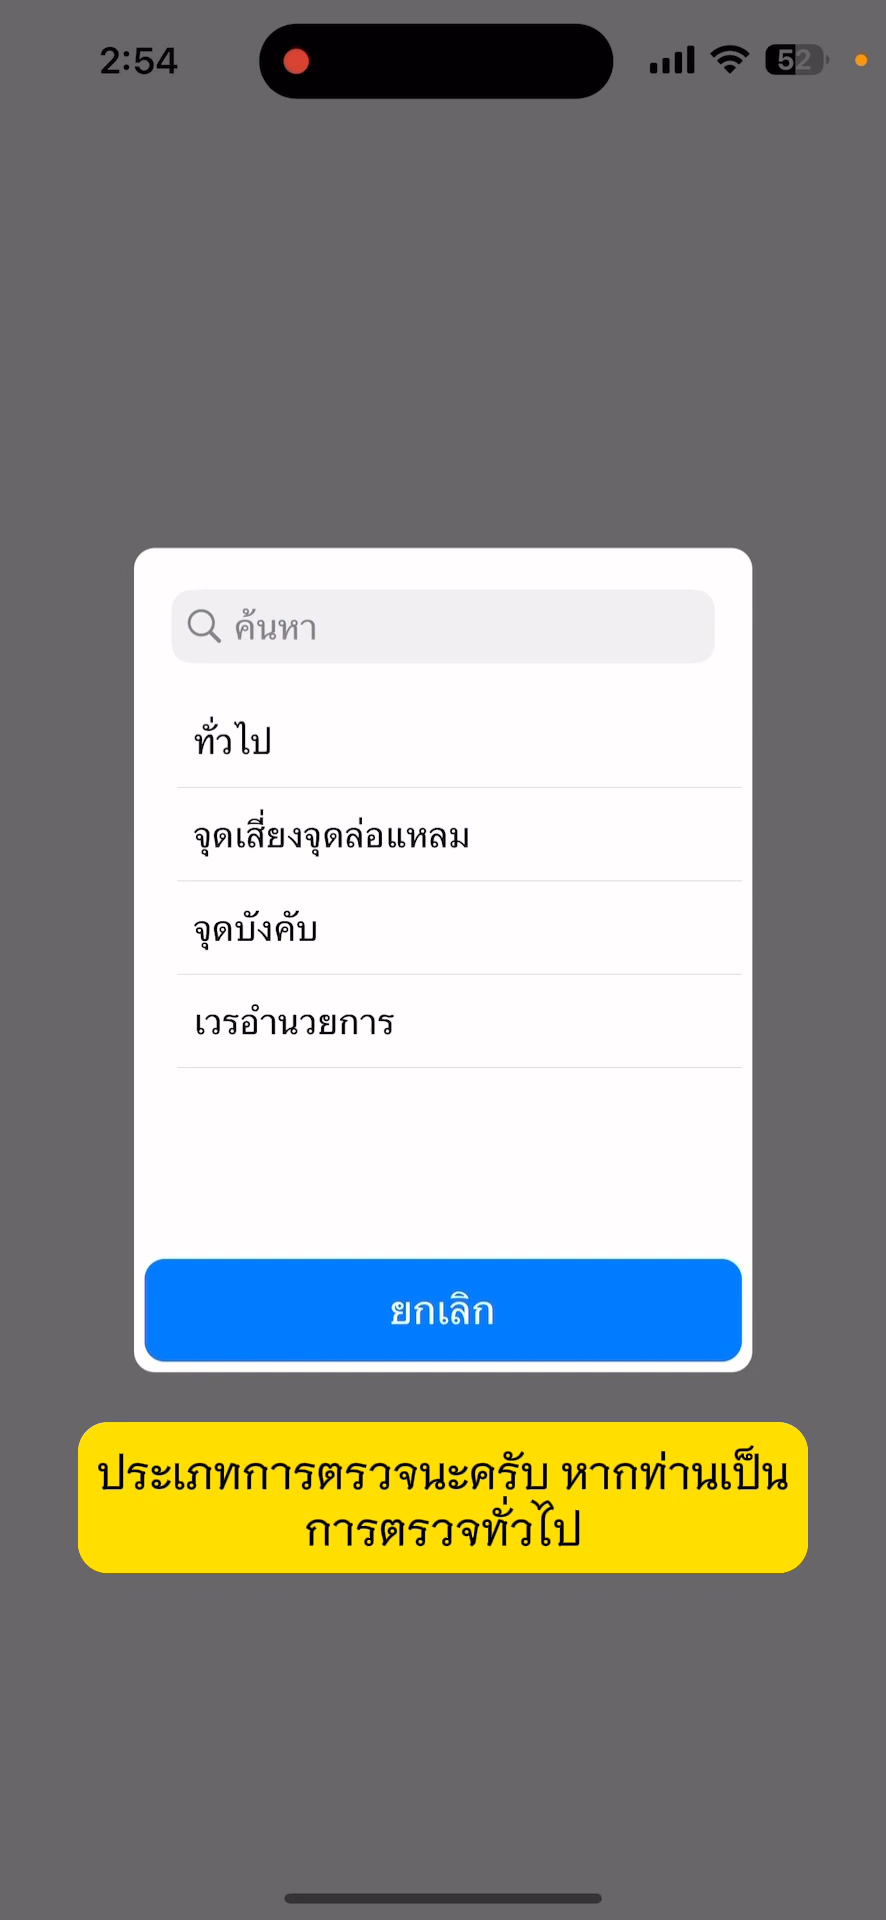 2:54
52
ค้นหา
ทั่วไป
จุดเสี่ยงจุดล่อแหลม
จุดบังคับ
เวรอำนวยการ
ยกเลิก
ประเภทการตรวจนะครับ หากท่านเป็น
การตรวจทั่วไป